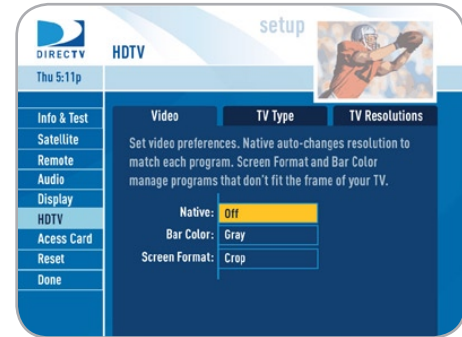 setup
DIRECTV
HDTV
Thu 5:11p
Info & Test
Satellite
Remote
Audio
Display
HDTV
Acess Card
Reset
Done
Video
TV Type
TV Resolutions
Set video preferences. Native auto-changes resolution to
match each program. Screen Format and Bar Color
manage programs that don't fit the frame of your TV.
Native: Off
Bar Color: Gray
Screen Format: Crop